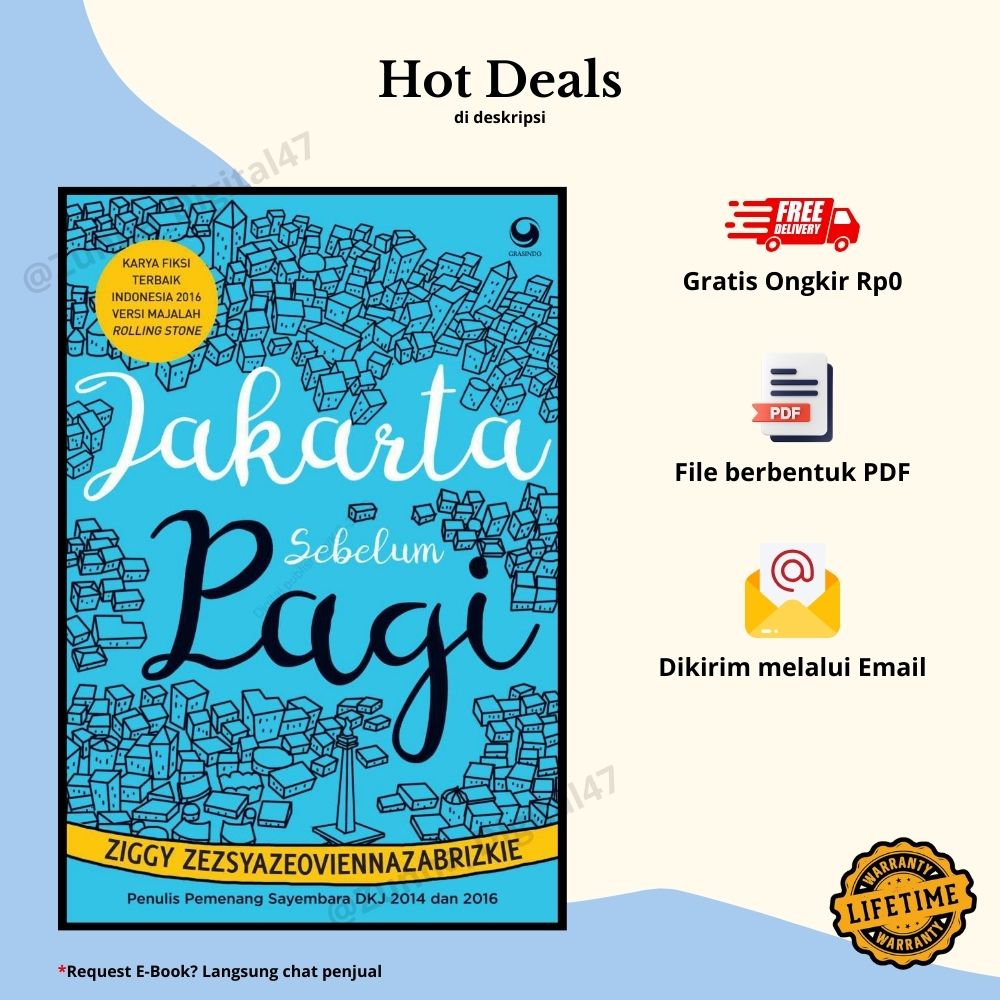 Hot Deals
di deskripsi
GRASINDO
KARYA FIKSI
TERBAIK
INDONESIA 2016
VERSI MAJALAH
ROLLING STONE
Jakarta
Sebelum
Pagi
ZIGGY ZEZSYAZEOVIENNAZABRIZKIE
Penulis Pemenang Sayembara DKJ 2014 dan 2016
FREE
DELIVERY
Gratis Ongkir Rp0
PDF
File berbentuk PDF
@
Dikirim melalui Email
WARRANTY
LIFETIME
WARRANTY
*Request E-Book? Langsung chat penjual